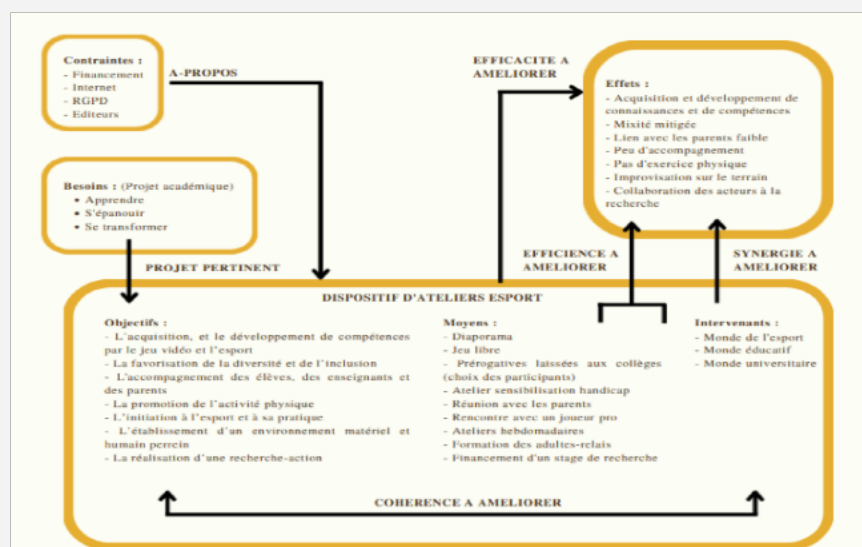 Contraintes :
- Financement
- Internet
- RGPD
- Editeurs
A-PROPOS
Besoins : (Projet académique)
• Apprendre
• S'épanouir
• Se transformer
PROJET PERTINENT
EFFICACITE A
AMELIORER
Effets :
- Acquisition et développement de
connaissances et de compétences
- Mixité mitigée
- Lien avec les parents faible
- Peu d'accompagnement
- Pas d'exercice physique
- Improvisation sur le terrain
- Collaboration des acteurs à la
recherche
EFFICIENCE A
AMELIORER
SYNERGIE A
AMELIORER
DISPOSITIF D'ATELIERS ESPORT
Objectifs :
- L'acquisition, et le développement de compétences
par le jeu vidéo et l'esport
- La favorisation de la diversité et de l'inclusion
- L'accompagnement des élèves, des enseignants et
des parents
- La promotion de l'activité physique
- L'initiation à l'esport et à sa pratique
- L'établissement d'un environnement matériel et
humain perrein
- La réalisation d'une recherche-action
Moyens :
- Diaporama
- Jeu libre
- Prérogatives laissées aux collèges
(choix des participants)
- Atelier sensibilisation handicap
- Réunion avec les parents
- Rencontre avec un joueur pro
- Ateliers hebdomadaires
- Formation des adultes-relais
- Financement d'un stage de recherche
Intervenants :
- Monde de l'esport
- Monde éducatif
- Monde universitaire
COHERENCE A AMELIORER